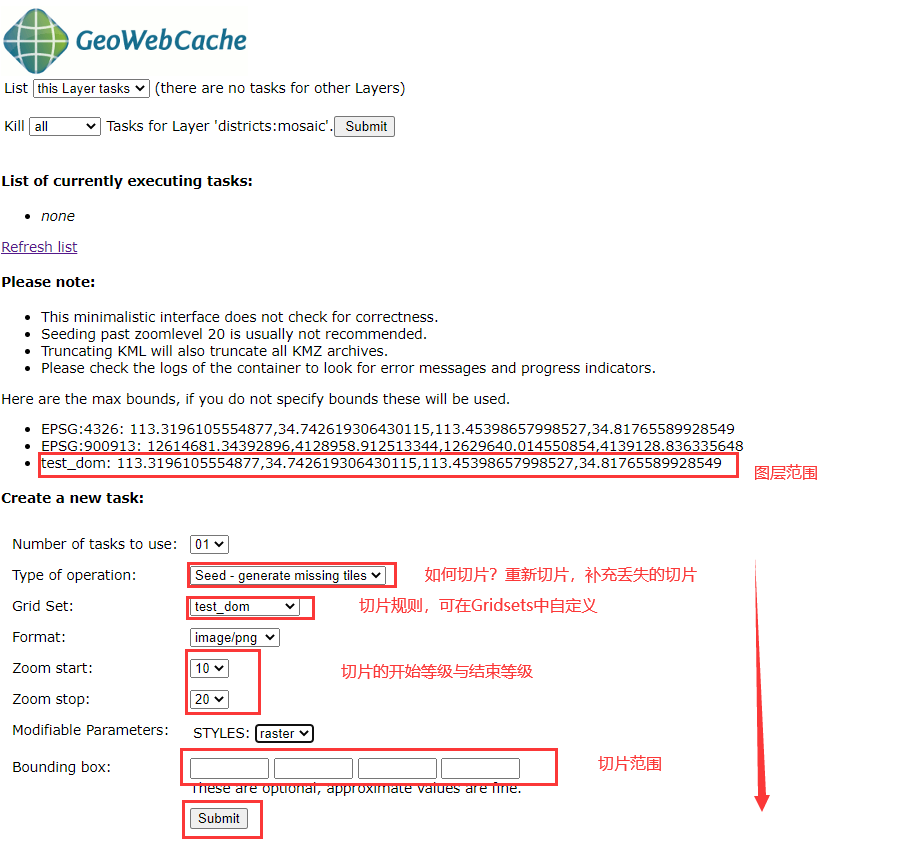 GeoWebCache
List this Layer tasks (there are no tasks for other Layers)
Kill all Tasks for Layer 'districts:mosaic'. Submit
List of currently executing tasks:
none
Refresh list
Please note:
This minimalistic interface does not check for correctness.
Seeding past zoomlevel 20 is usually not recommended.
Truncating KML will also truncate all KMZ archives.
Please check the logs of the container to look for error messages and progress indicators.
Here are the max bounds, if you do not specify bounds these will be used.
EPSG:4326: 113.3196105554877,34.742619306430115,113.45398657998527,34.81765589928549
EPSG:900913: 12614681.34392896,4128958.912513344,12629640.014550854,4139128.836335648
test_dom: 113.3196105554877,34.742619306430115,113.45398657998527,34.81765589928549
图层范围
Create a new task:
Number of tasks to use: 01
Type of operation: Seed - generate missing tiles 如何切片？重新切片，补充丢失的切片
Grid Set: test_dom 切片规则，可在Gridsets中自定义
Format: image/png
Zoom start: 10 切片的开始等级与结束等级
Zoom stop: 20
Modifiable Parameters: STYLES: raster
Bounding box: 切片范围
These are optional, approximate values are fine.
Submit